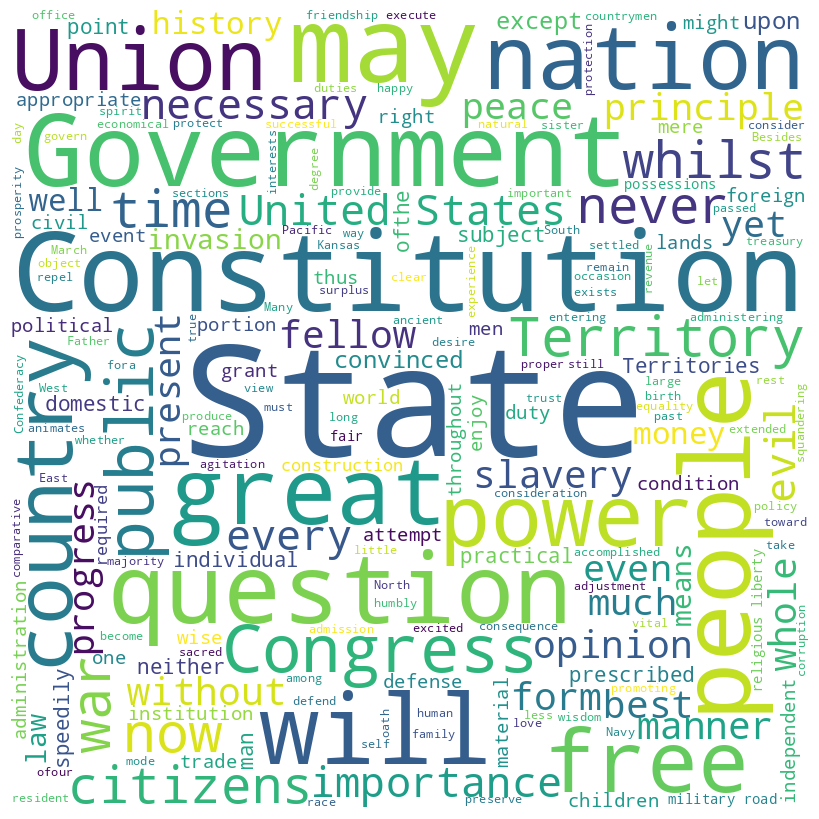 office
point
history
friendship
execute
may
except
countrymen
might
upon
Union
nation
appropriate
necessary
duties
happy
peace
protection
principle
spirit
economical
protect
right
successful
natural
sister
mere
consider
Besides
day
govern
Government
interests
degree
whilst
prosperity
well
sections
provide
important
possessions
foreign
civil
time
United States
never
yet
passed
event
invasion
Pacific
way
Kansas
ofthe
subject
South
settled
lands
treasury
March
object
repel
thus
surplus
clear
experience
occasion
remain
exists
revenue
let
Constitution
Many
ancient
entering
administering
political
Father
true
portion
fellow
men
Territory
country
public
present
fora
desire
convinced
proper
still
Territories
Confederacy
West
domestic
grant
view
State
world
enjoy
trust
large
birth
rest
people
animates
whether
reach
produce
must
long
duty
equality
past
extended
evil
squandering
East
agitation
fair
construction
throughout
slavery
money
condition
policy
great
consideration
power
toward
comparative
progress
required
every
attempt
majority
individual
little
practical
accomplished
even
means
take
question
North
humbly
adjustment
much
vital
religious liberty
Whole
corruption
administration
become
wise
sacred
admission
excited
consequence
opinion
one
neither
Congress
law
speedily
war
without
among
defense
prescribed
form
best
promoting
manner
independent
institution
will
defend
human
material
love
less
wisdom
Navy
now
man
self
oath
family
free
ofour
mode
trade
resident
citizens
race
importance
preserve
children
military road